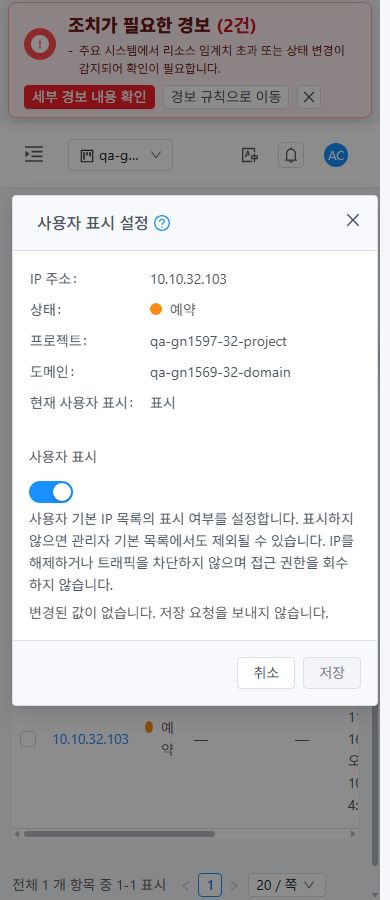 조치가 필요한 경보 (2건)
- 주요 시스템에서 리소스 임계치 초과 또는 상태 변경이
감지되어 확인이 필요합니다.
세부 경보 내용 확인 경보 규칙으로 이동
qa-g... AC
사용자 표시 설정
IP 주소: 10.10.32.103
상태: 예약
프로젝트: qa-gn1597-32-project
도메인: qa-gn1569-32-domain
현재 사용자 표시: 표시
사용자 표시
사용자 기본 IP 목록의 표시 여부를 설정합니다. 표시하지
않으면 관리자 기본 목록에서도 제외될 수 있습니다. IP를
해제하거나 트래픽을 차단하지 않으며 접근 권한을 회수
하지 않습니다.
변경된 값이 없습니다. 저장 요청을 보내지 않습니다.
취소 저장
10.10.32.103 예약 — —
전체 1 개 항목 중 1-1 표시 1 20 / 쪽